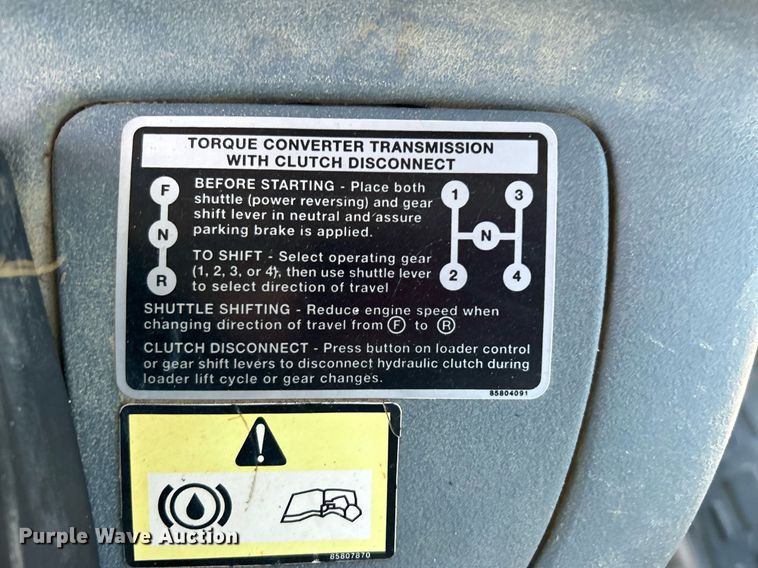 TORQUE CONVERTER TRANSMISSION
WITH CLUTCH DISCONNECT
F
N
R
BEFORE STARTING - Place both
shuttle (power reversing) and gear
shift lever in neutral and assure
parking brake is applied.
TO SHIFT - Select operating gear
(1, 2, 3, or 4), then use shuttle lever
to select direction of travel
1
3
N
2
4
SHUTTLE SHIFTING - Reduce engine speed when
changing direction of travel from F to R
CLUTCH DISCONNECT - Press button on loader control
or gear shift levers to disconnect hydraulic clutch during
loader lift cycle or gear changes.
85804091
!
85807870
Purple Wave Auction